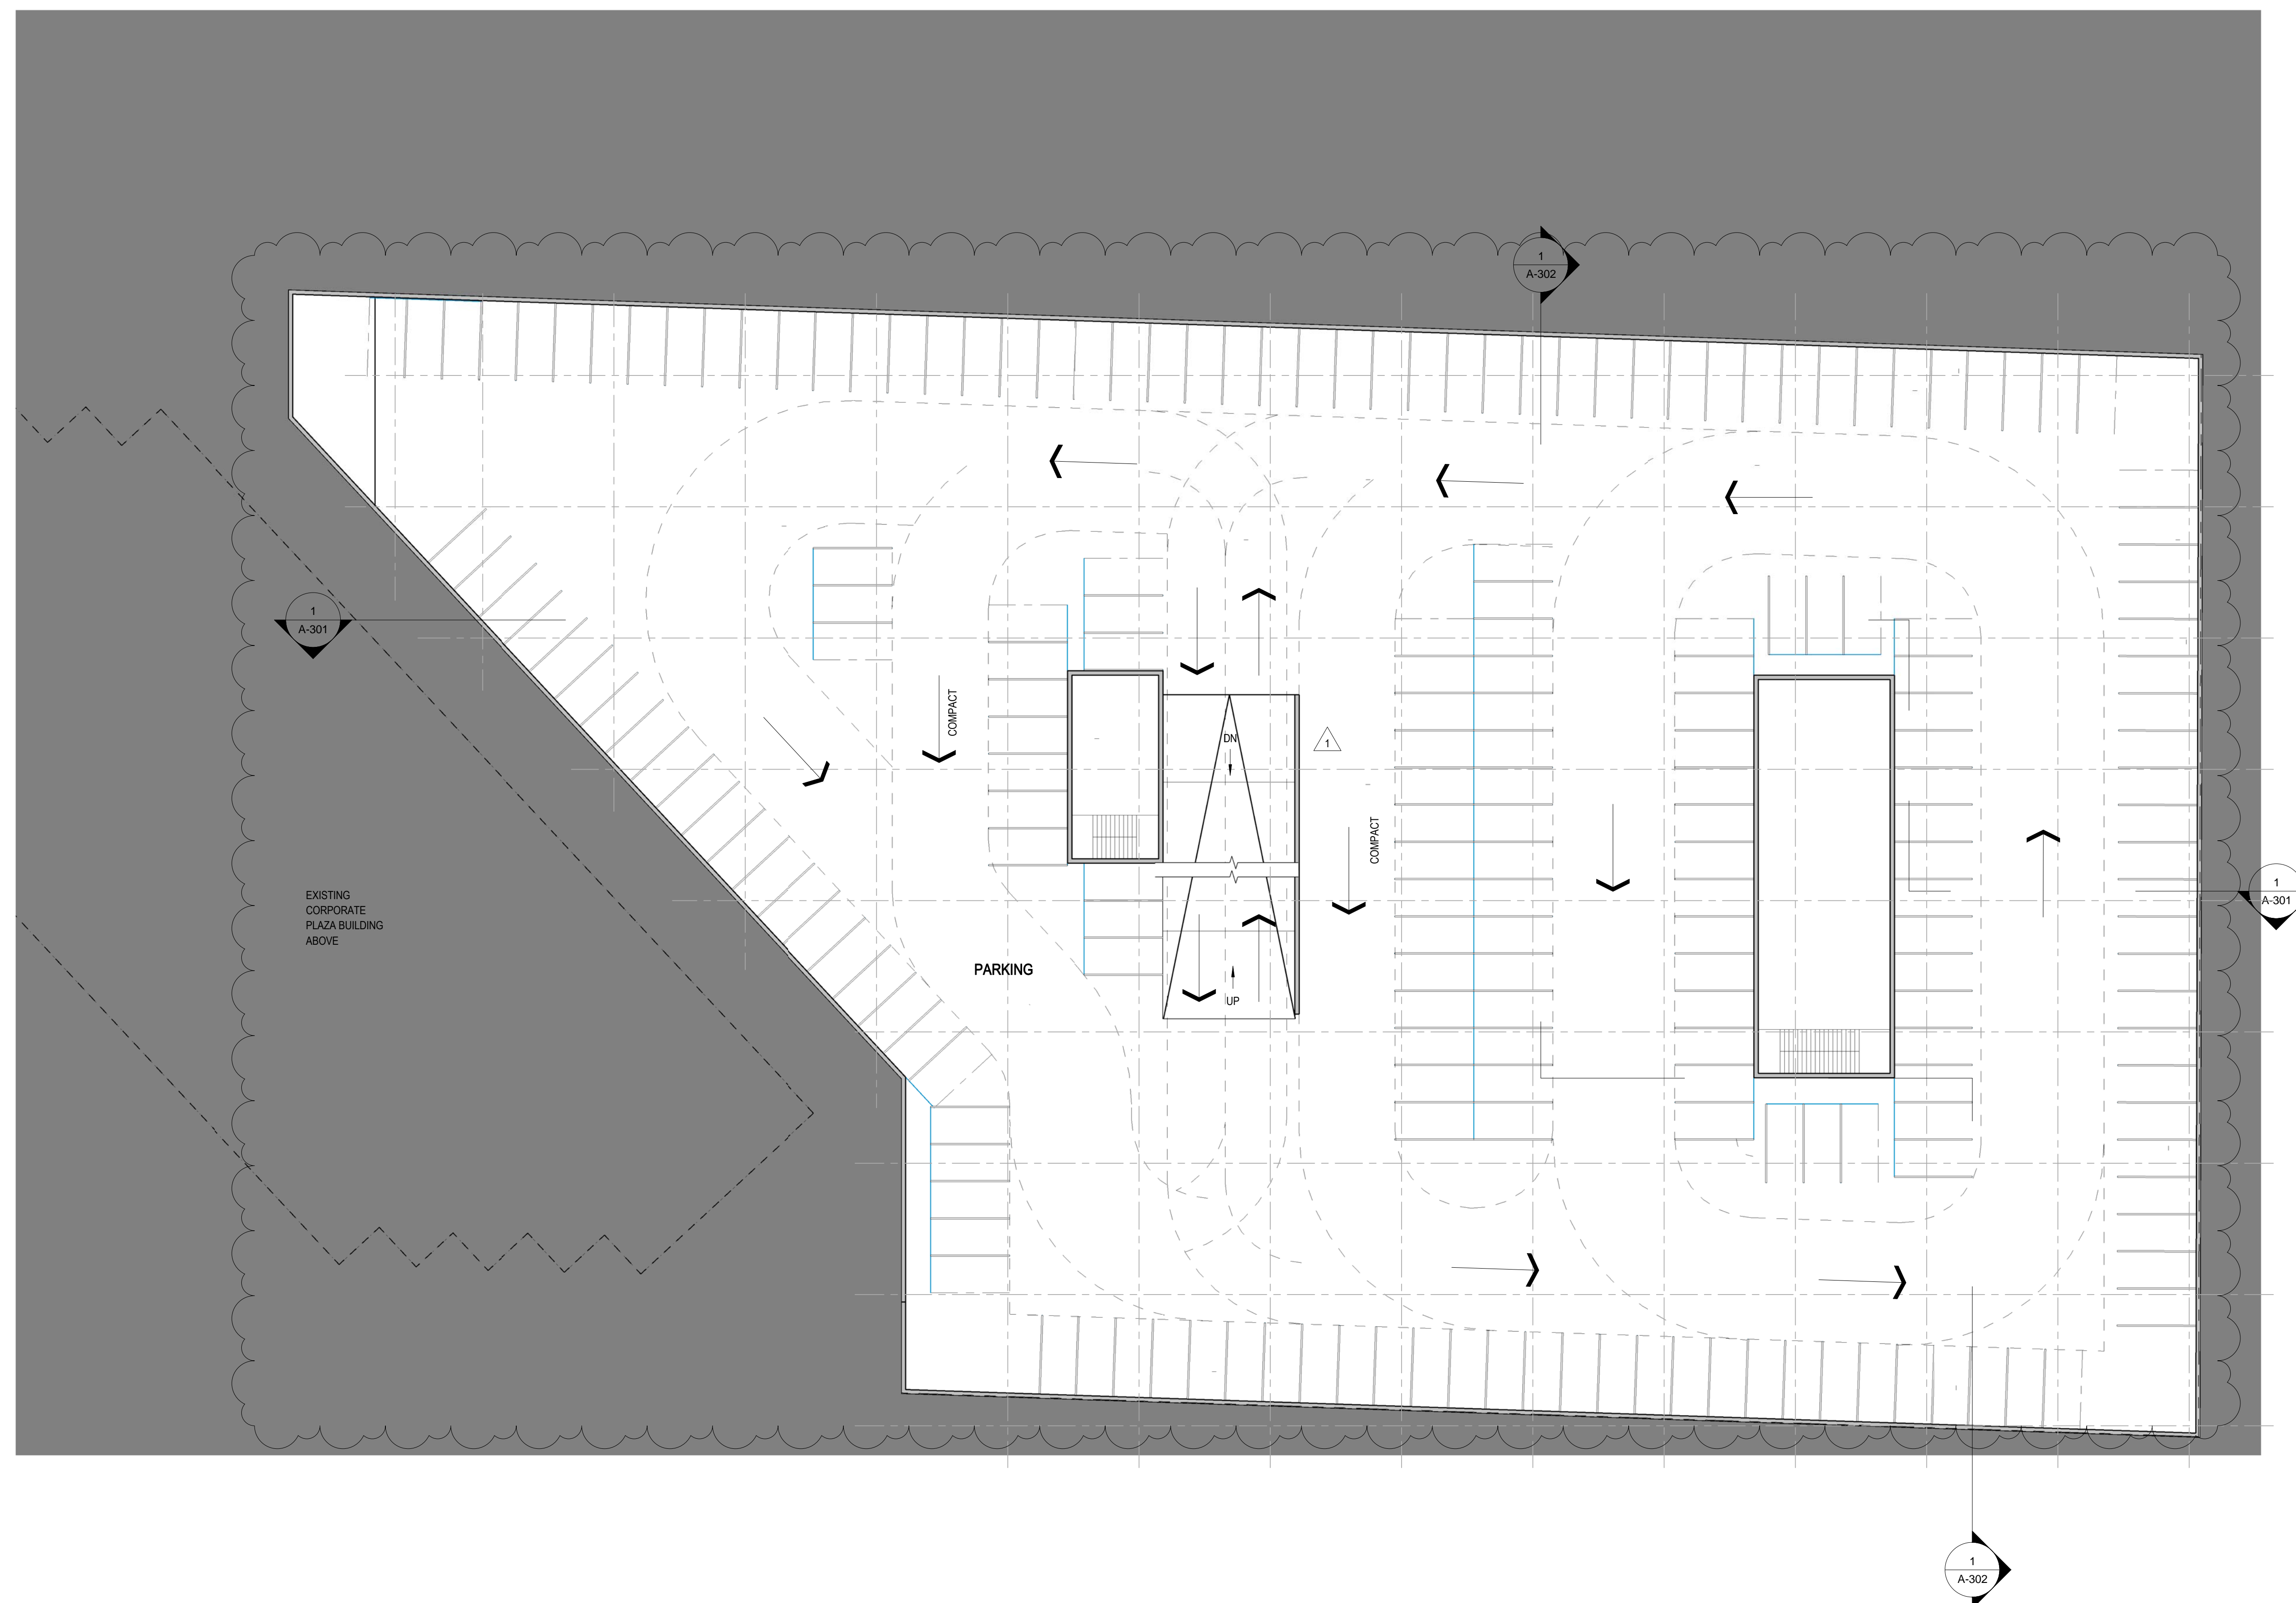 1
A-302
1
A-301
COMPACT
DN
1
COMPACT
EXISTING
CORPORATE
PLAZA BUILDING
ABOVE
1
A-301
PARKING
UP
1
A-302